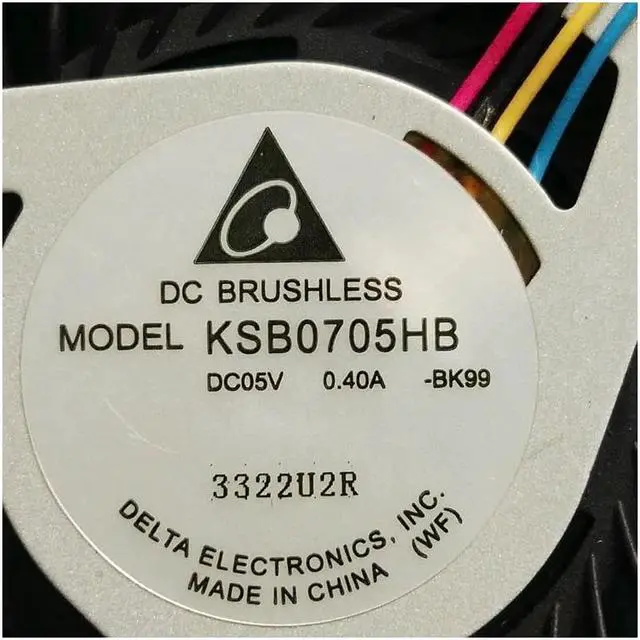 DC BRUSHLESS
MODEL KSB0705HB
DC05V 0.40A -BK99
3322U2R
DELTA ELECTRONICS, INC.
MADE IN CHINA (WF)